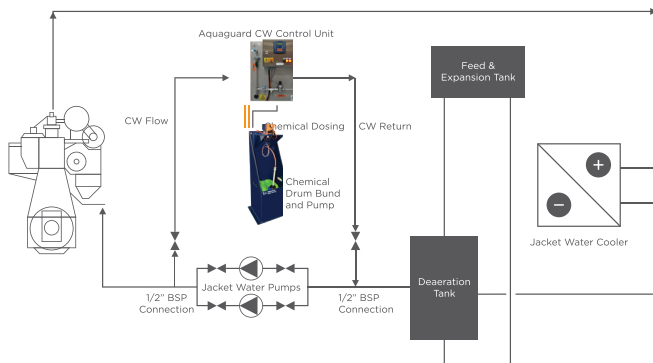 Aquaguard CW Control Unit
Feed &
Expansion Tank
CW Flow
Chemical Dosing
CW Return
Chemical
Drum Bund
and Pump
Jacket Water Cooler
Jacket Water Pumps
Deaeration
Tank
1/2" BSP
Connection
1/2" BSP
Connection